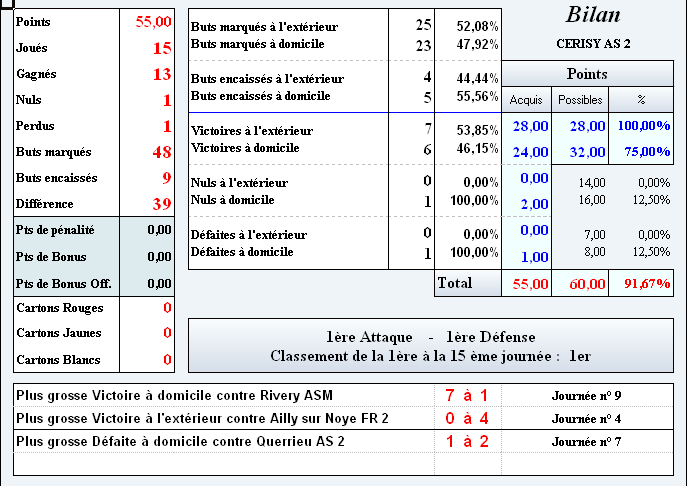 Points 55,00
Joués 15
Gagnés 13
Nuls 1
Perdus 1
Buts marqués 48
Buts encaissés 9
Différence 39
Pts de pénalité 0,00
Pts de Bonus 0,00
Pts de Bonus Off. 0,00
Cartons Rouges 0
Cartons Jaunes 0
Cartons Blancs 0
Buts marqués à l'extérieur 25 52,08%
Buts marqués à domicile 23 47,92%
Buts encaissés à l'extérieur 4 44,44%
Buts encaissés à domicile 5 55,56%
Victoires à l'extérieur 7 53,85%
Victoires à domicile 6 46,15%
Nuls à l'extérieur 0 0,00%
Nuls à domicile 1 100,00%
Défaites à l'extérieur 0 0,00%
Défaites à domicile 1 100,00%
Bilan
CERISY AS 2
Points
Acquis Possibles %
28,00 28,00 100,00%
24,00 32,00 75,00%
0,00 14,00 0,00%
2,00 16,00 12,50%
0,00 7,00 0,00%
1,00 8,00 12,50%
Total 55,00 60,00 91,67%
1ère Attaque - 1ère Défense
Classement de la 1ère à la 15 ème journée : 1er
Plus grosse Victoire à domicile contre Rivery ASM 7 à 1 Journée n° 9
Plus grosse Victoire à l'extérieur contre Ailly sur Noye FR 2 0 à 4 Journée n° 4
Plus grosse Défaite à domicile contre Querrieu AS 2 1 à 2 Journée n° 7